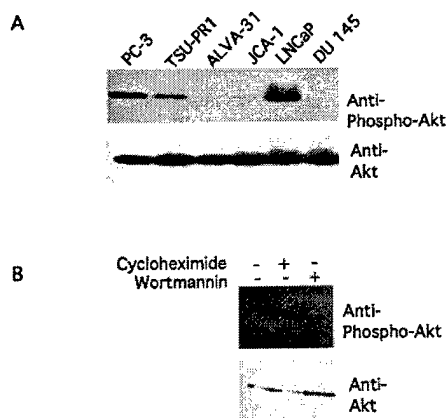 A
PC-3 TSU-PR1 ALVA-31 JCA-1 LNCaP DU 145
Anti-
Phospho-Akt
Anti-
Akt
B
Cycloheximide - + -
Wortmannin - - +
Anti-
Phospho-Akt
Anti-
Akt